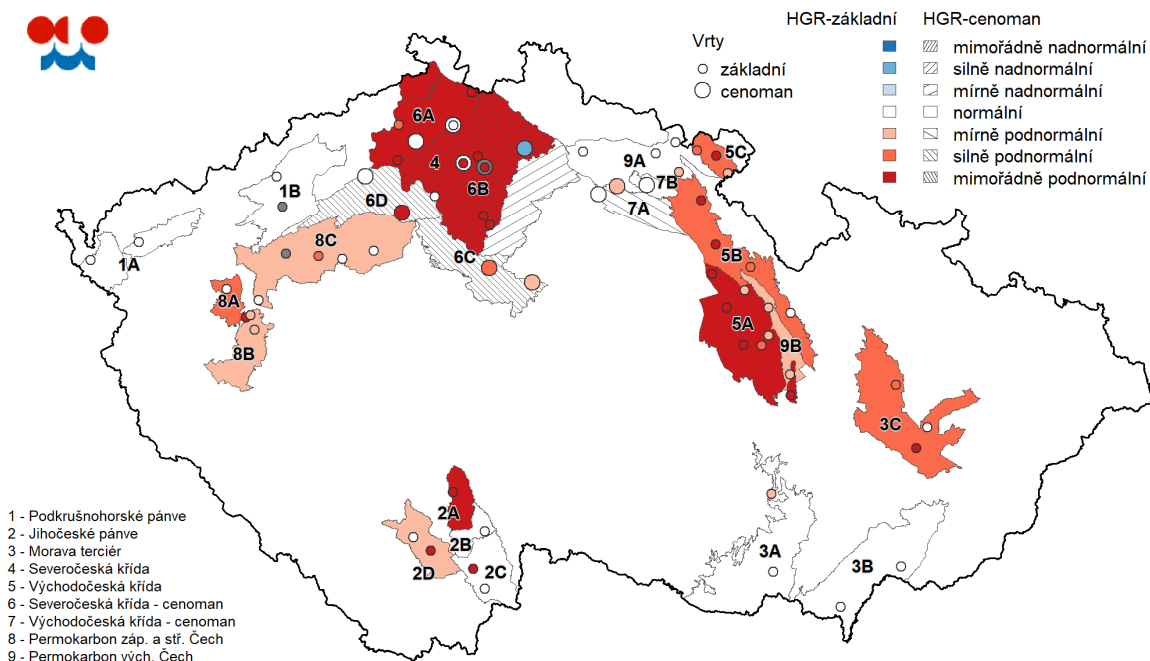 HGR-základní HGR-cenoman
Vrty
základní
cenoman
mimořádně nadnormální
silně nadnormální
mírně nadnormální
normální
mírně podnormální
silně podnormální
mimořádně podnormální
6A
4
6B
9A
5C
7B
7A
1B
6D
8C
6C
1A
5B
8A
5A
9B
8B
3C
2A
2B
2C
2D
3A
3B
1 - Podkrušnohorské pánve
2 - Jihočeské pánve
3 - Morava terciér
4 - Severočeská křída
5 - Východočeská křída
6 - Severočeská křída - cenoman
7 - Východočeská křída - cenoman
8 - Permokarbon záp. a stř. Čech
9 - Permokarbon vých. Čech